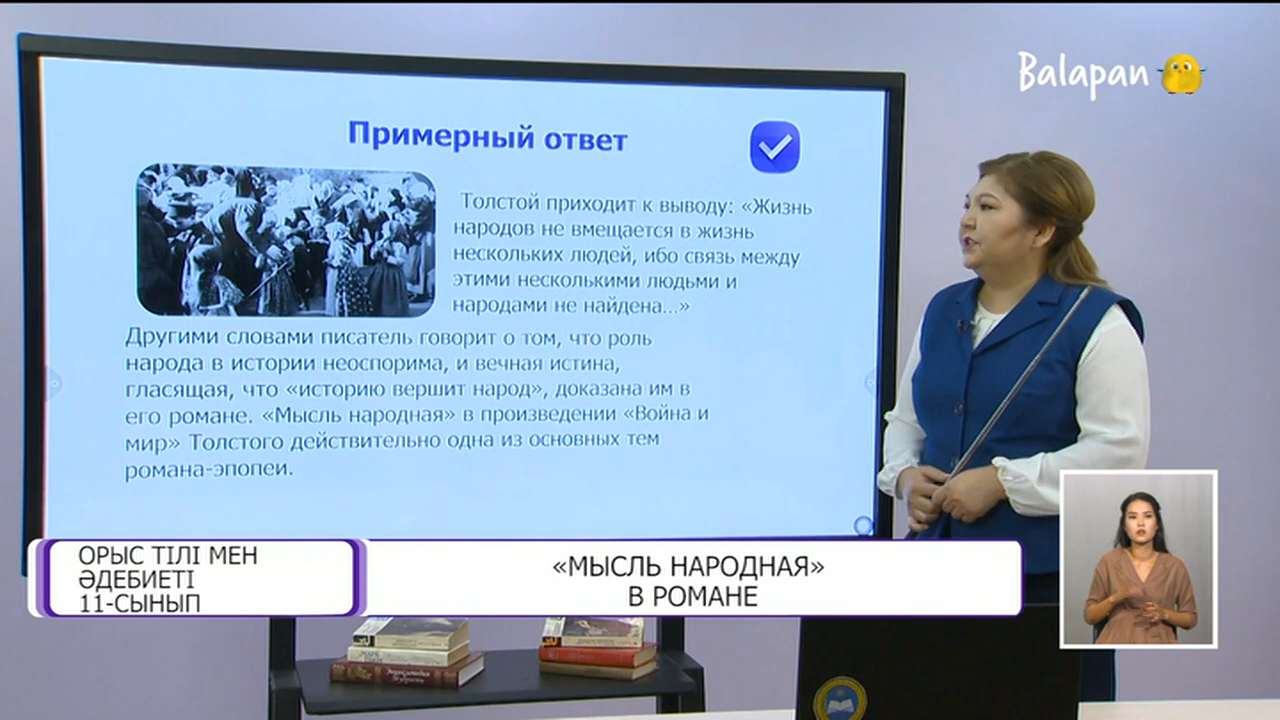 Balapan
Примерный ответ
Толстой приходит к выводу: «Жизнь
народов не вмещается в жизнь
нескольких людей, ибо связь между
этими несколькими людьми и
народами не найдена...»
Другими словами писатель говорит о том, что роль
народа в истории неоспорима, и вечная истина,
гласящая, что «историю вершит народ», доказана им в
его романе. «Мысль народная» в произведении «Война и
мир» Толстого действительно одна из основных тем
романа-эпопеи.
ОРЫС ТІЛІ МЕН
ӘДЕБИЕТІ
11-СЫНЫП
«МЫСЛЬ НАРОДНАЯ»
В РОМАНЕ